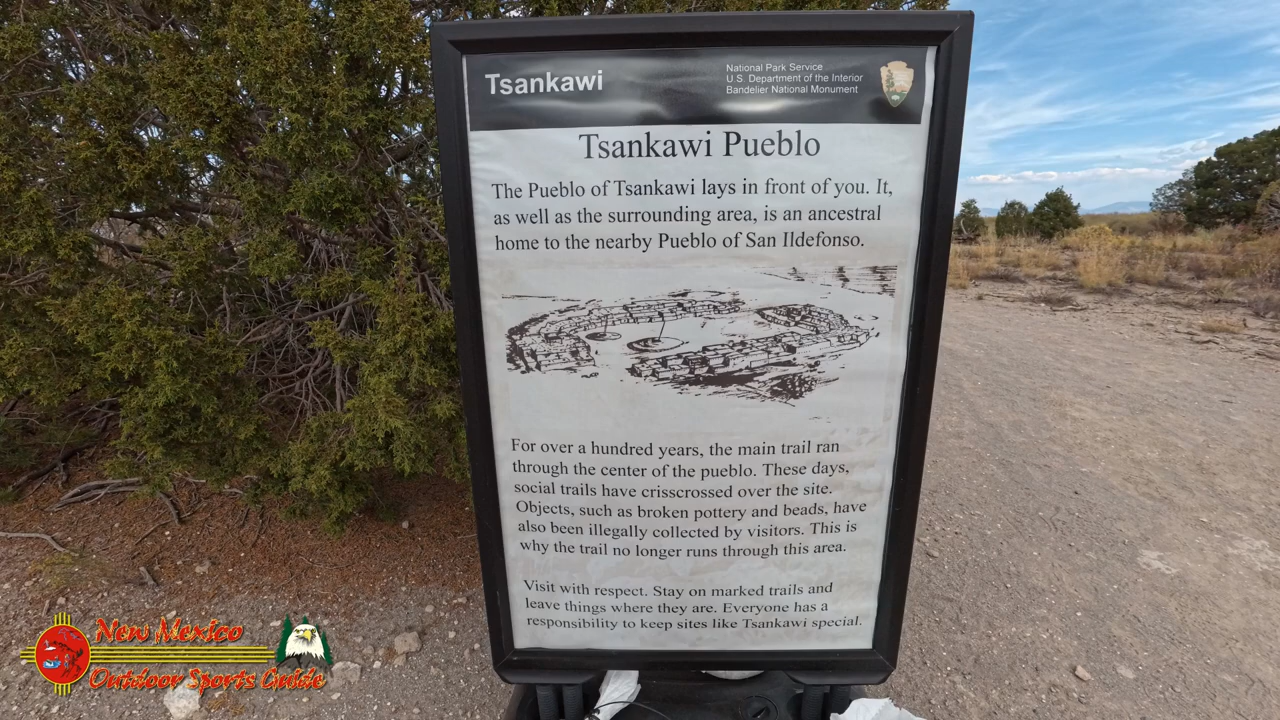 Tsankawi
National Park Service
U.S. Department of the Interior
Bandelier National Monument
Tsankawi Pueblo
The Pueblo of Tsankawi lays in front of you. It,
as well as the surrounding area, is an ancestral
home to the nearby Pueblo of San Ildefonso.
For over a hundred years, the main trail ran
through the center of the pueblo. These days,
social trails have crisscrossed over the site.
Objects, such as broken pottery and beads, have
also been illegally collected by visitors. This is
why the trail no longer runs through this area.
Visit with respect. Stay on marked trails and
leave things where they are. Everyone has a
responsibility to keep sites like Tsankawi special.
New Mexico
Outdoor Sports Guide